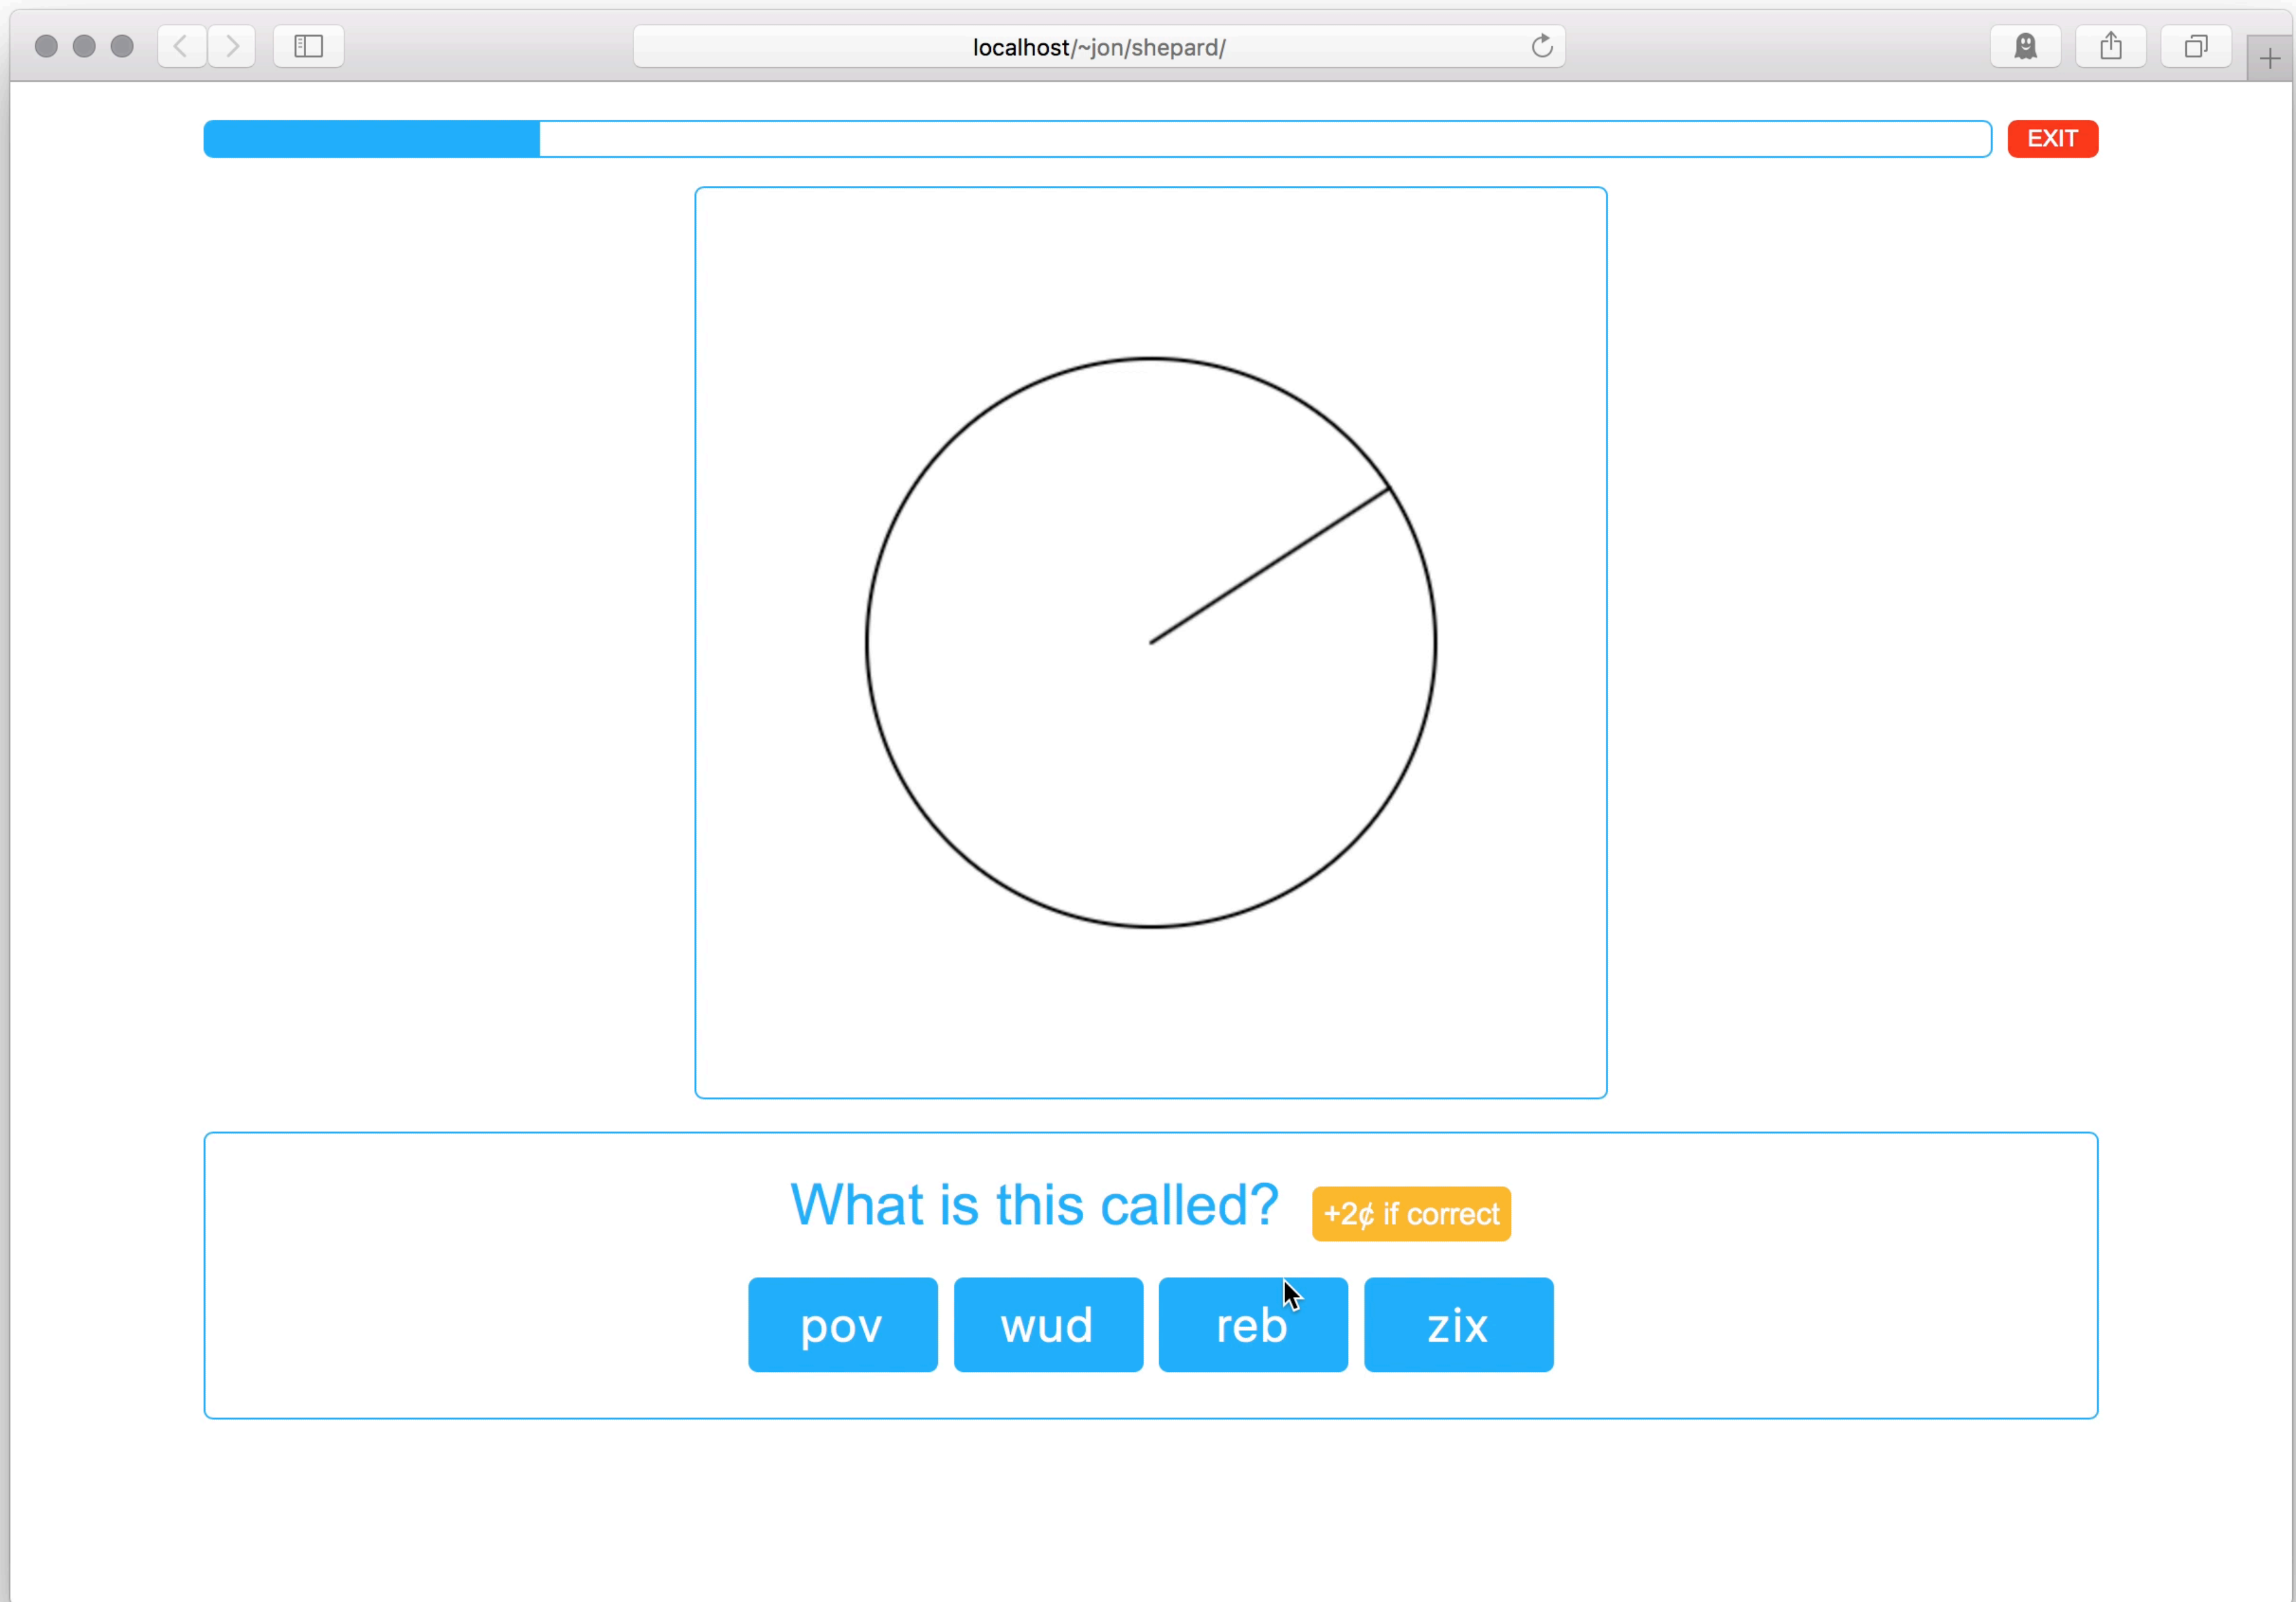 localhost/~jon/shepard/
EXIT
What is this called? +2¢ if correct
pov wud reb zix